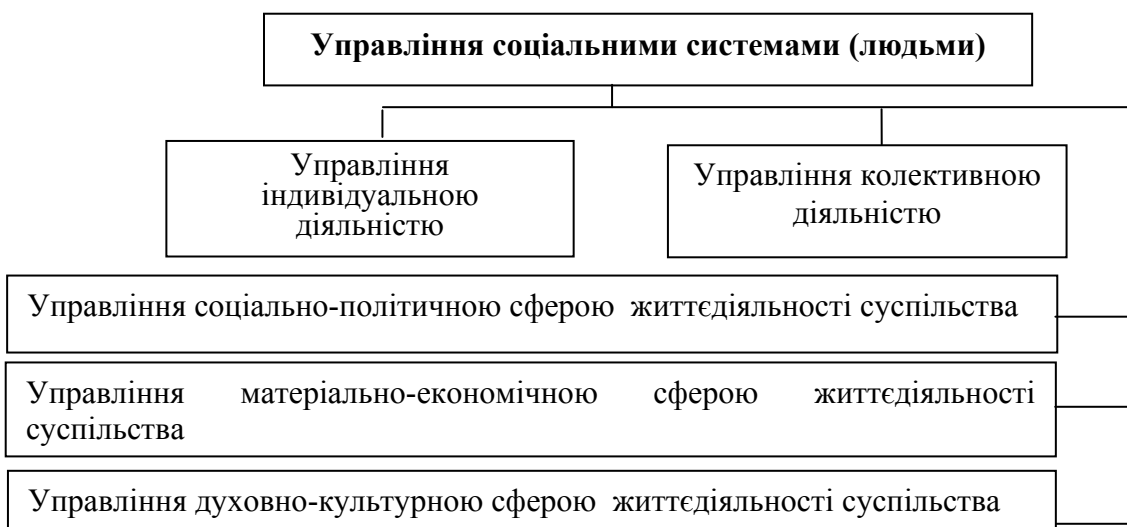 Управління соціальними системами (людьми)
Управління
індивідуальною
діяльністю
Управління колективною
діяльністю
Управління соціально-політичною сферою життєдіяльності суспільства
Управління матеріально-економічною сферою життєдіяльності
суспільства
Управління духовно-культурною сферою життєдіяльності суспільства